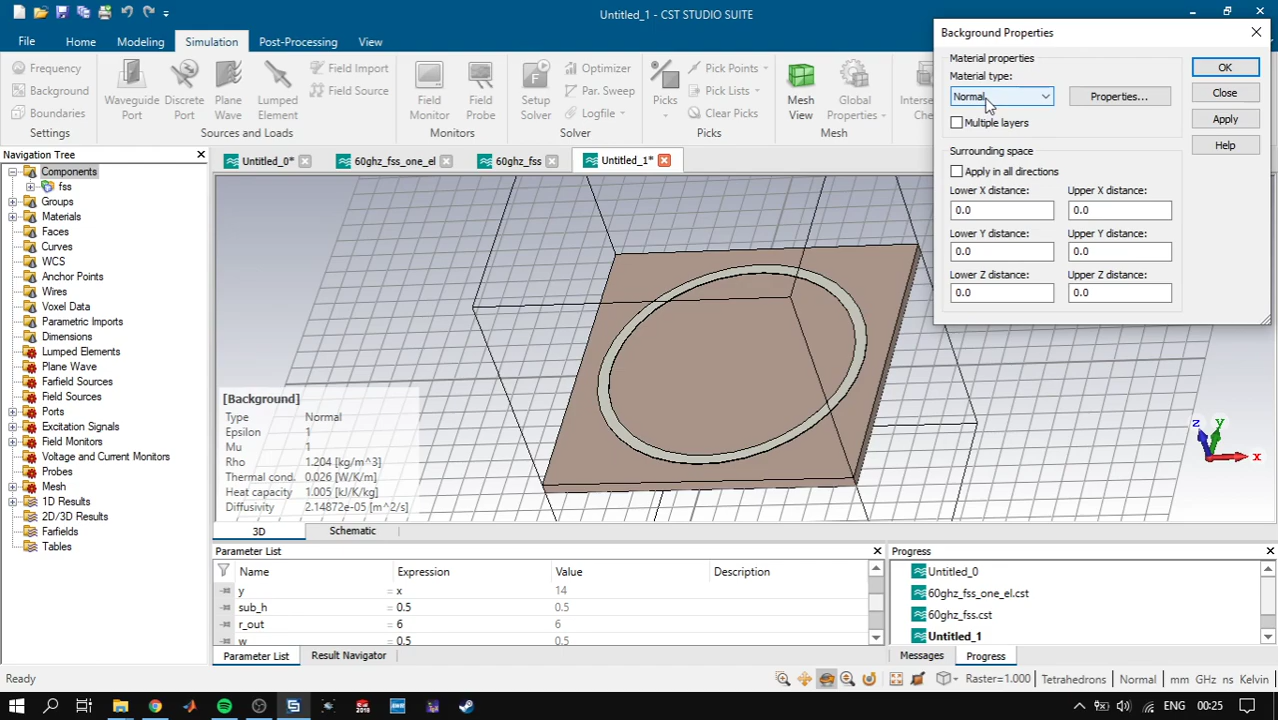 Untitled_1 - CST STUDIO SUITE
File Home Modeling Simulation Post-Processing View
Frequency
Background
Boundaries
Settings
Waveguide Port
Discrete Port
Plane Wave
Lumped Element
Field Import
Field Source
Sources and Loads
Field Monitor
Field Probe
Monitors
Setup Solver
Optimizer
Par. Sweep
Logfile
Solver
Picks
Pick Points
Pick Lists
Clear Picks
Picks
Mesh View
Global Properties
Mesh
Background Properties
Material properties
Material type:
Normal Properties...
Multiple layers
Surrounding space
Apply in all directions
Lower X distance: Upper X distance:
0.0 0.0
Lower Y distance: Upper Y distance:
0.0 0.0
Lower Z distance: Upper Z distance:
0.0 0.0
OK
Close
Apply
Help
Navigation Tree
Components
fss
Groups
Materials
Faces
Curves
WCS
Anchor Points
Wires
Voxel Data
Parametric Imports
Dimensions
Lumped Elements
Plane Wave
Farfield Sources
Field Sources
Ports
Excitation Signals
Field Monitors
Voltage and Current Monitors
Probes
Mesh
1D Results
2D/3D Results
Farfields
Tables
Untitled_0* 60ghz_fss_one_el 60ghz_fss Untitled_1*
[Background]
Type Normal
Epsilon 1
Mu 1
Rho 1.204 [kg/m^3]
Thermal cond. 0.026 [W/K/m]
Heat capacity 1.005 [kJ/K/kg]
Diffusivity 2.14872e-05 [m^2/s]
z y x
3D Schematic
Parameter List
Name Expression Value Description
y = x 14
sub_h = 0.5 0.5
r_out = 6 6
w = 0.5 0.5
Parameter List Result Navigator
Progress
Untitled_0
60ghz_fss_one_el.cst
60ghz_fss.cst
Untitled_1
Messages Progress
Ready
Raster=1.000 Tetrahedrons Normal mm GHz ns Kelvin
ENG 00:25